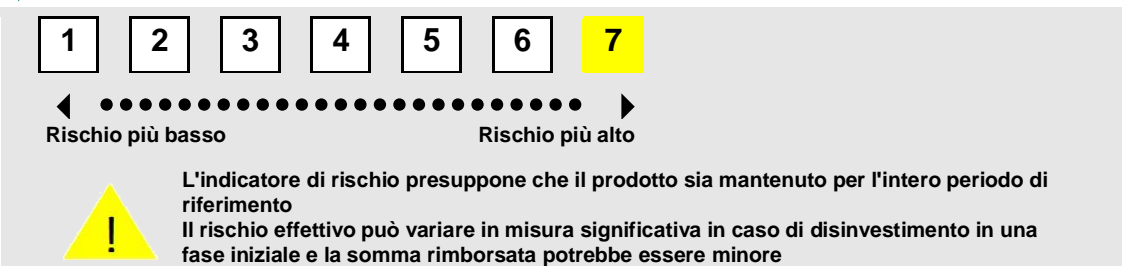 1 2 3 4 5 6 7
Rischio più basso Rischio più alto
L'indicatore di rischio presuppone che il prodotto sia mantenuto per l'intero periodo di
riferimento
Il rischio effettivo può variare in misura significativa in caso di disinvestimento in una
! fase iniziale e la somma rimborsata potrebbe essere minore